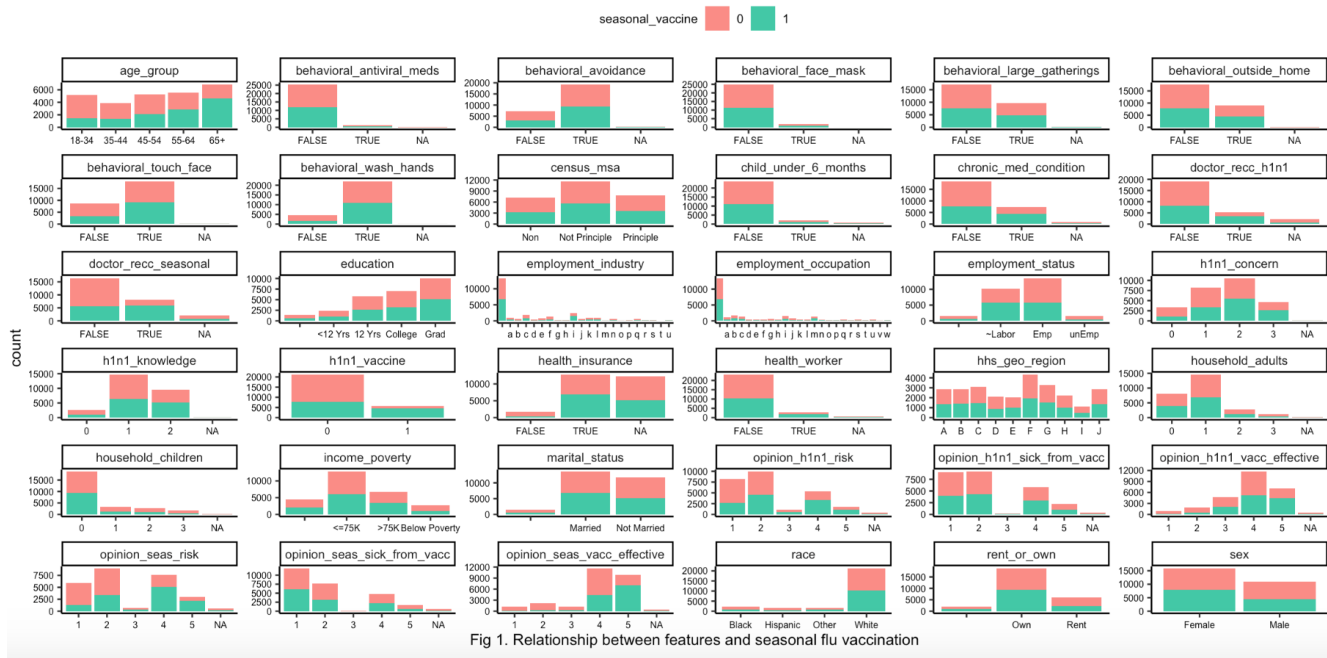 seasonal_vaccine 0 1
age_group behavioral_antiviral_meds behavioral_avoidance behavioral_face_mask behavioral_large_gatherings behavioral_outside_home
6000 4000 2000 0
25000 20000 15000 10000 5000 0
20000 15000 10000 5000 0
25000 20000 15000 10000 5000 0
15000 10000 5000 0
15000 10000 5000 0
18-34 35-44 45-54 55-64 65+ FALSE TRUE NA FALSE TRUE NA FALSE TRUE NA FALSE TRUE NA FALSE TRUE NA
behavioral_touch_face behavioral_wash_hands census_msa child_under_6_months chronic_med_condition doctor_recc_h1n1
15000 10000 5000 0
20000 15000 10000 5000 0
12000 9000 6000 3000 0
20000 15000 10000 5000 0
15000 10000 5000 0
15000 10000 5000 0
FALSE TRUE NA FALSE TRUE NA Non Not Principle Principle FALSE TRUE NA FALSE TRUE NA FALSE TRUE NA
doctor_recc_seasonal education employment_industry employment_occupation employment_status h1n1_concern
15000 10000 5000 0
10000 7500 5000 2500 0
10000 5000 0
10000 5000 0
10000 5000 0
10000 7500 5000 2500 0
FALSE TRUE NA <12 Yrs 12 Yrs College Grad a b c d e f g h i j k l m n o p q r s t u a b c d e f g h i j k l m n o p q r s t u v w ~Labor Emp unEmp 0 1 2 3
count
h1n1_knowledge h1n1_vaccine health_insurance health_worker hhs_geo_region household_adults
15000 10000 5000 0
20000 15000 10000 5000 0
10000 5000 0
20000 15000 10000 5000 0
4000 3000 2000 1000 0
15000 10000 5000 0
0 1 2 NA 0 1 FALSE TRUE NA FALSE TRUE NA A B C D E F G H I J 0 1 2 3 NA
household_children income_poverty marital_status opinion_h1n1_risk opinion_h1n1_sick_from_vacc opinion_h1n1_vacc_effective
15000 10000 5000 0
10000 5000 0
10000 5000 0
10000 7500 5000 2500 0
7500 5000 2500 0
12000 9000 6000 3000 0
0 1 2 3 NA <=75K >75K Below Poverty Married Not Married 1 2 3 4 5 NA 1 2 3 4 5 NA 1 2 3 4 5 NA
opinion_seas_risk opinion_seas_sick_from_vacc opinion_seas_vacc_effective race rent_or_own sex
7500 5000 2500 0
10000 7500 5000 2500 0
12000 9000 6000 3000 0
20000 15000 10000 5000 0
15000 10000 5000 0
15000 10000 5000 0
1 2 3 4 5 NA 1 2 3 4 5 NA 1 2 3 4 5 NA Black Hispanic Other White Own Rent Female Male
Fig 1. Relationship between features and seasonal flu vaccination